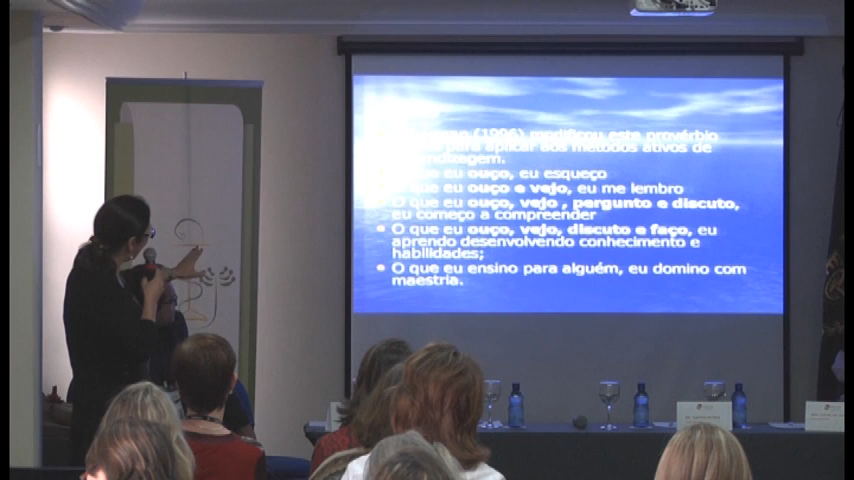 (1996) modificou este provérbio
para aplicar aos métodos ativos de
eu ouço, eu esqueço
que eu ouço e vejo, eu me lembro
O que eu ouço, vejo , pergunto e discuto,
eu começo a compreender
O que eu ouço, vejo, discuto e faço, eu
aprendo desenvolvendo conhecimento e
habilidades;
O que eu ensino para alguém, eu domino com
maestria.